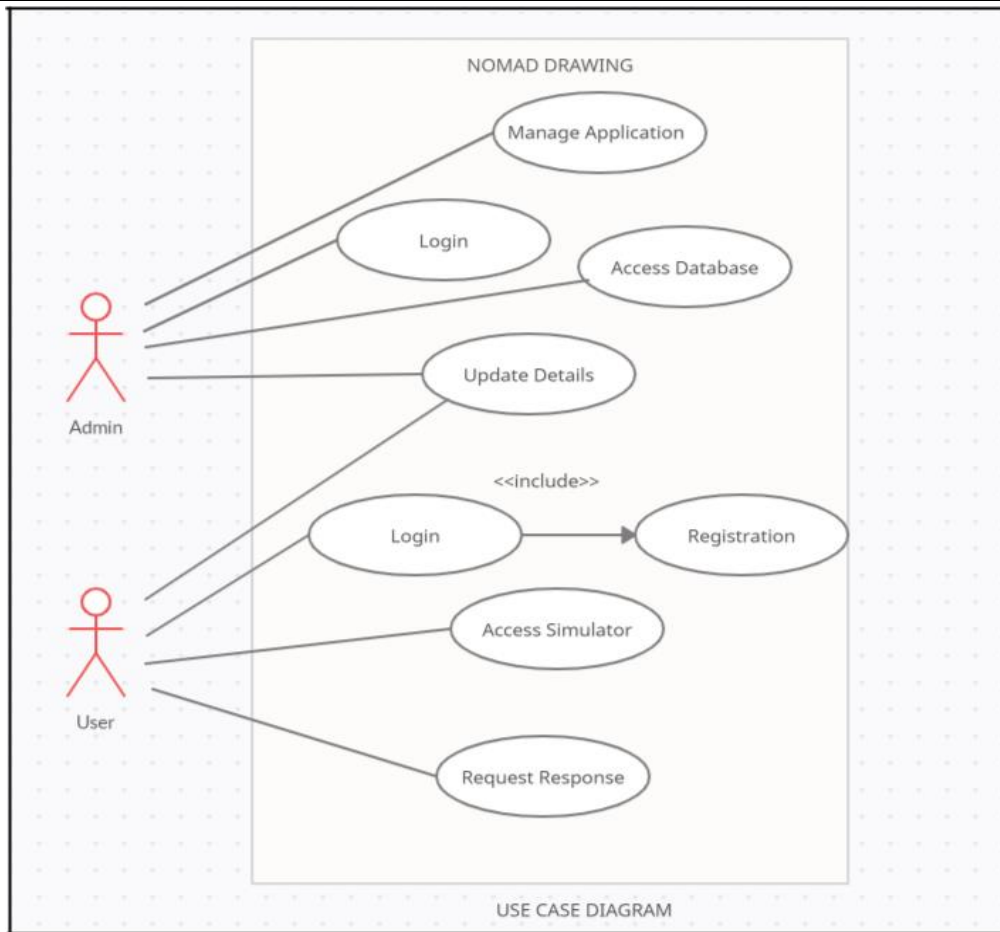 NOMAD DRAWING
Manage Application
Login
Access Database
Admin
Update Details
<<include>>
Login
Registration
Access Simulator
User
Request Response
USE CASE DIAGRAM